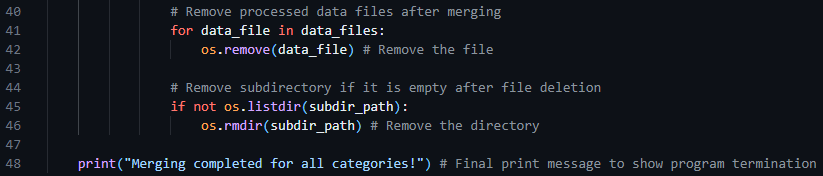 40 # Remove processed data files after merging
41 for data_file in data_files:
42 os.remove(data_file) # Remove the file
43
44 # Remove subdirectory if it is empty after file deletion
45 if not os.listdir(subdir_path):
46 os.rmdir(subdir_path) # Remove the directory
47
48 print("Merging completed for all categories!") # Final print message to show program termination